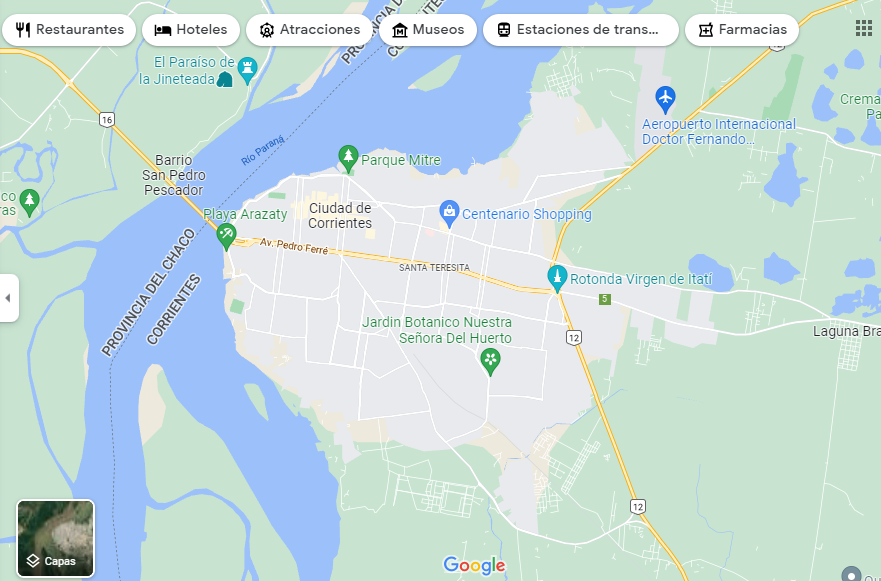 Restaurantes
Hoteles
Atracciones
Museos
Estaciones de trans...
Farmacias
PROVINCIA D
CORRIENTES
El Paraíso de
la Jineteada
16
Río Paraná
Aeropuerto Internacional
Doctor Fernando...
Crema
Pa
Barrio
San Pedro
Pescador
Parque Mitre
co
ras
Playa Arazaty
Ciudad de
Corrientes
Centenario Shopping
Av. Pedro Ferré
SANTA TERESITA
Rotonda Virgen de Itatí
5
PROVINCIA DEL CHACO
CORRIENTES
Jardin Botanico Nuestra
Señora Del Huerto
12
Laguna Bra
12
Capas
Google